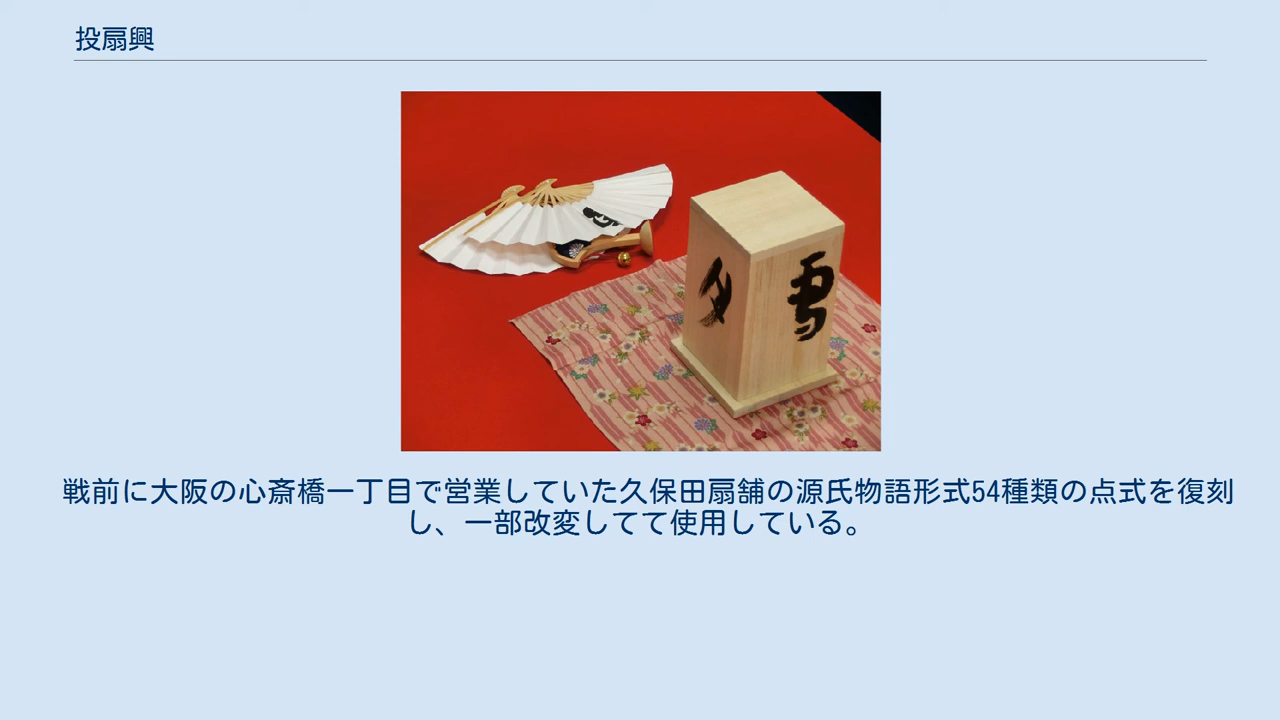 投扇興
夕
雪
戦前に大阪の心斎橋一丁目で営業していた久保田扇舗の源氏物語形式54種類の点式を復刻
し、一部改変してて使用している。